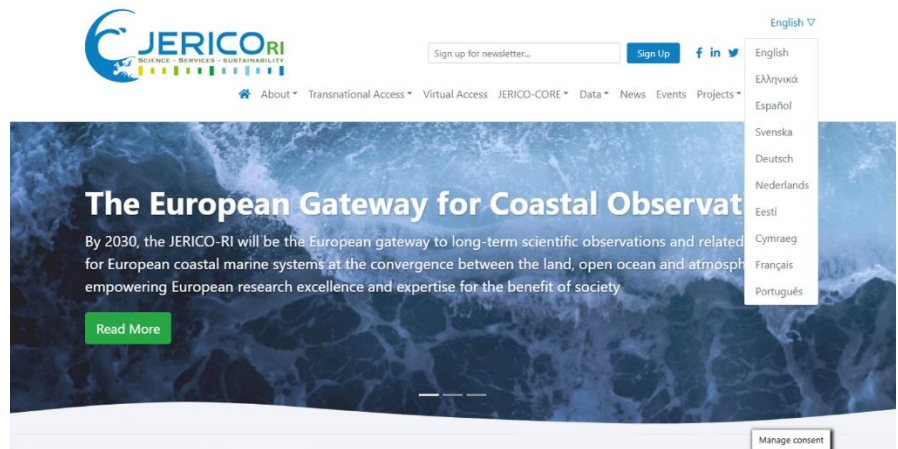 English ▽
JERICO RI
SCIENCE - SERVICES - SUSTAINABILITY
Sign up for newsletter...
Sign Up
English
Ελληνικά
Español
Svenska
Deutsch
Nederlands
Eesti
Cymraeg
Français
Português
About
Transnational Access
Virtual Access
JERICO-CORE
Data
News
Events
Projects
The European Gateway for Coastal Observat
By 2030, the JERICO-RI will be the European gateway to long-term scientific observations and related
for European coastal marine systems at the convergence between the land, open ocean and atmosph
empowering European research excellence and expertise for the benefit of society
Read More
Manage consent